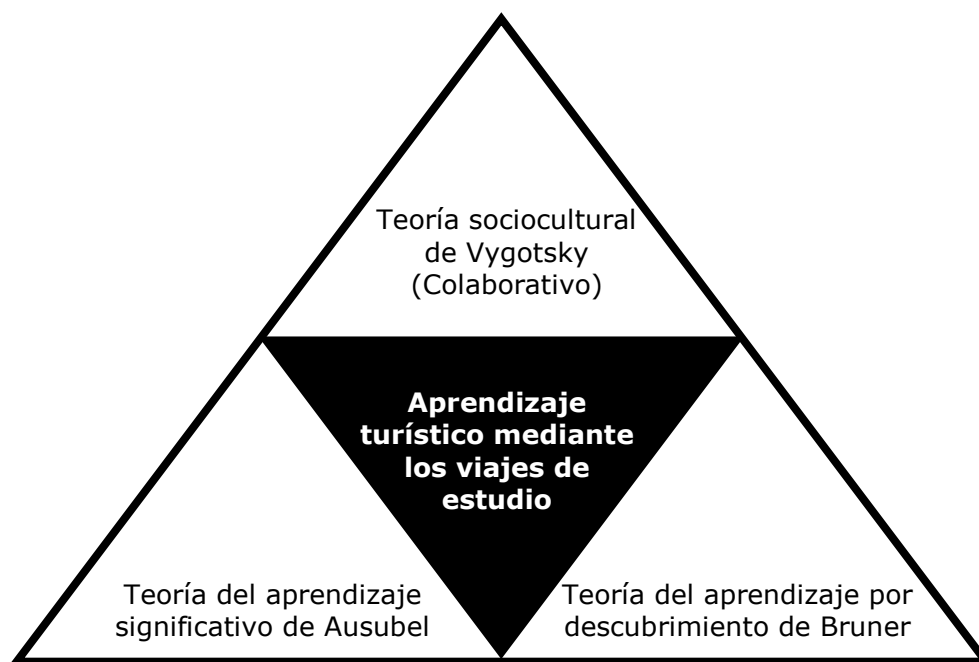 Teoría sociocultural
de Vygotsky
(Colaborativo)
Aprendizaje
turístico mediante
los viajes de
estudio
Teoría del aprendizaje
significativo de Ausubel
Teoría del aprendizaje por
descubrimiento de Bruner